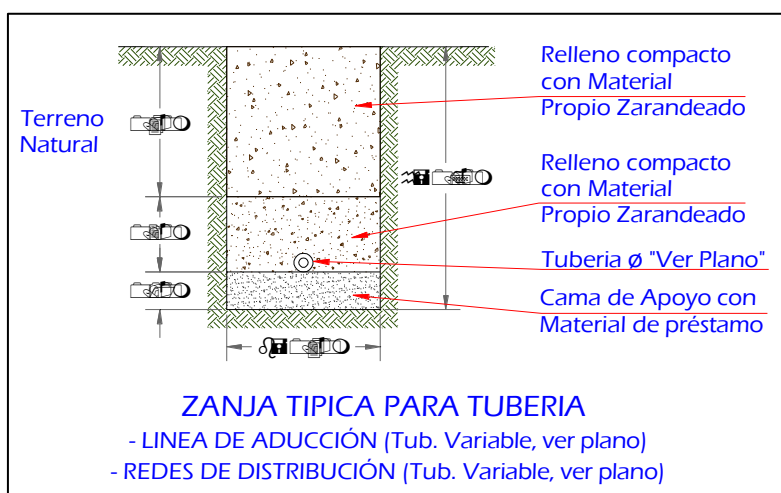 Relleno compacto
con Material
Propio Zarandeado
Terreno
Natural
Relleno compacto
con Material
Propio Zarandeado
Tuberia ø "Ver Plano"
Cama de Apoyo con
Material de préstamo
ZANJA TIPICA PARA TUBERIA
- LINEA DE ADUCCIÓN (Tub. Variable, ver plano)
- REDES DE DISTRIBUCIÓN (Tub. Variable, ver plano)